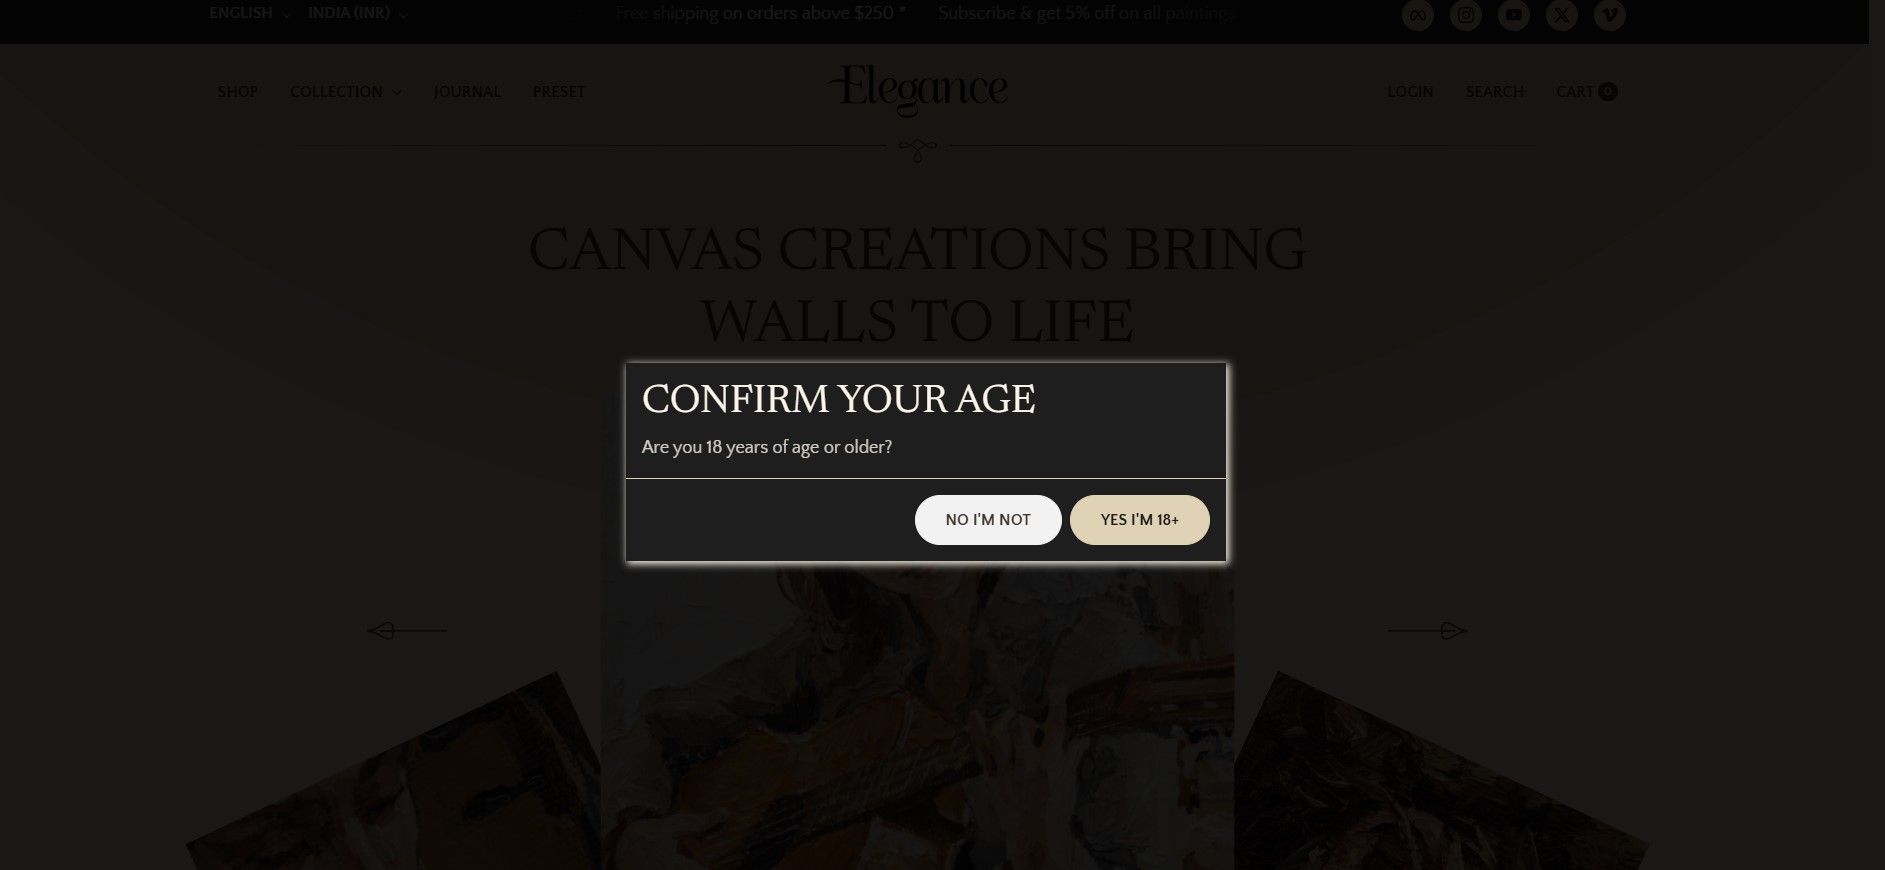 ENGLISH INDIA (INR) Free shipping on orders above $250 * Subscribe & get 5% off on all paintings
SHOP COLLECTION JOURNAL PRESET Elegance LOGIN SEARCH CART 0
CANVAS CREATIONS BRING
WALLS TO LIFE
CONFIRM YOUR AGE
Are you 18 years of age or older?
NO I'M NOT YES I'M 18+